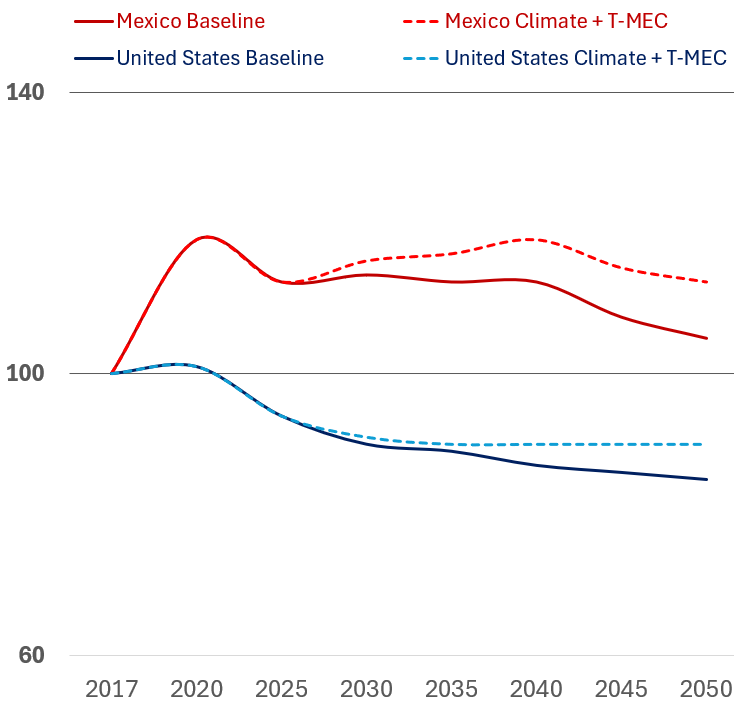 Mexico Baseline Mexico Climate + T-MEC
United States Baseline United States Climate + T-MEC
140
100
60
2017 2020 2025 2030 2035 2040 2045 2050